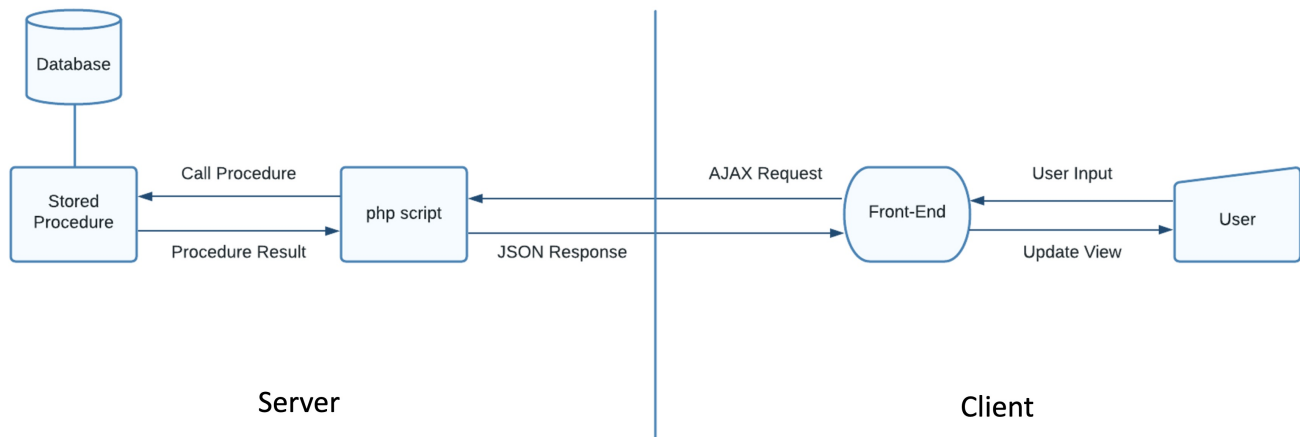 Database
Call Procedure
AJAX Request
User Input
Stored
Procedure
php script
Front-End
User
Procedure Result
JSON Response
Update View
Server
Client